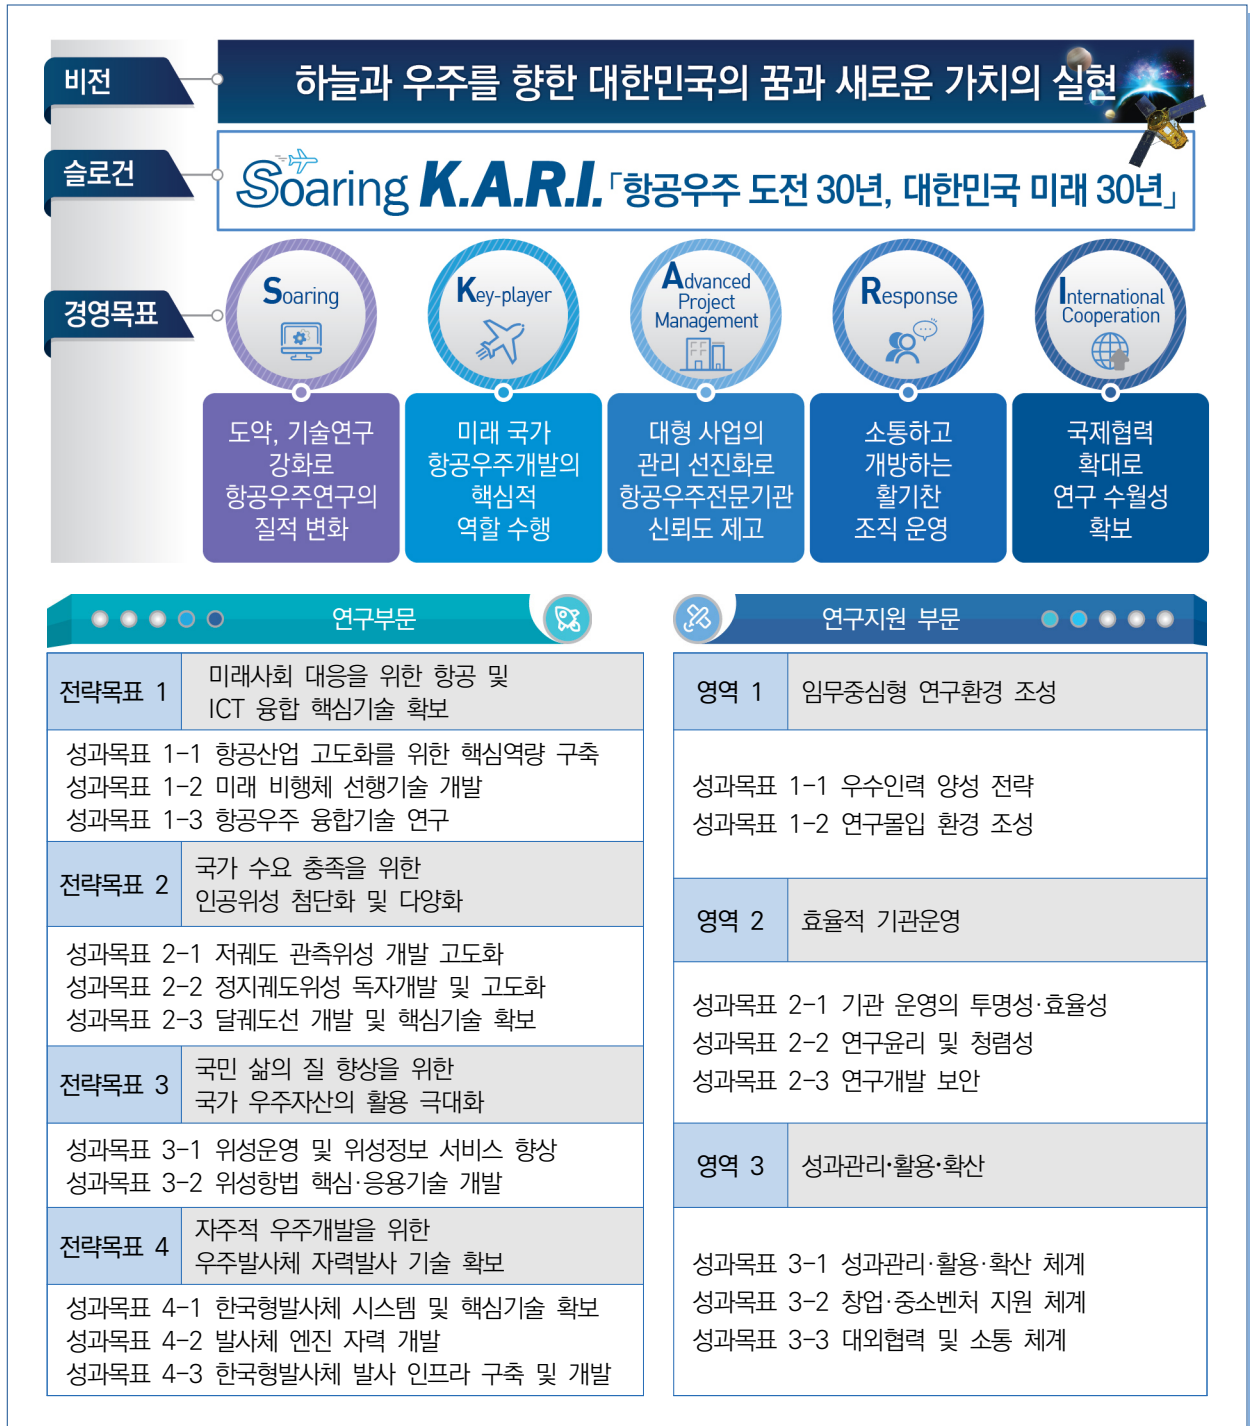 비전
하늘과 우주를 향한 대한민국의 꿈과 새로운 가치의 실현
슬로건
Soaring K.A.R.I. 「항공우주 도전 30년, 대한민국 미래 30년」
경영목표
Soaring
도약, 기술연구
강화로
항공우주연구의
질적 변화
Key-player
미래 국가
항공우주개발의
핵심적
역할 수행
Advanced
Project
Management
대형 사업의
관리 선진화로
항공우주전문기관
신뢰도 제고
Response
소통하고
개방하는
활기찬
조직 운영
International
Cooperation
국제협력
확대로
연구 수월성
확보
연구부문
전략목표 1
미래사회 대응을 위한 항공 및
ICT 융합 핵심기술 확보
성과목표 1-1 항공산업 고도화를 위한 핵심역량 구축
성과목표 1-2 미래 비행체 선행기술 개발
성과목표 1-3 항공우주 융합기술 연구
전략목표 2
국가 수요 충족을 위한
인공위성 첨단화 및 다양화
성과목표 2-1 저궤도 관측위성 개발 고도화
성과목표 2-2 정지궤도위성 독자개발 및 고도화
성과목표 2-3 달궤도선 개발 및 핵심기술 확보
전략목표 3
국민 삶의 질 향상을 위한
국가 우주자산의 활용 극대화
성과목표 3-1 위성운영 및 위성정보 서비스 향상
성과목표 3-2 위성항법 핵심·응용기술 개발
전략목표 4
자주적 우주개발을 위한
우주발사체 자력발사 기술 확보
성과목표 4-1 한국형발사체 시스템 및 핵심기술 확보
성과목표 4-2 발사체 엔진 자력 개발
성과목표 4-3 한국형발사체 발사 인프라 구축 및 개발
연구지원 부문
영역 1
임무중심형 연구환경 조성
성과목표 1-1 우수인력 양성 전략
성과목표 1-2 연구몰입 환경 조성
영역 2
효율적 기관운영
성과목표 2-1 기관 운영의 투명성·효율성
성과목표 2-2 연구윤리 및 청렴성
성과목표 2-3 연구개발 보안
영역 3
성과관리·활용·확산
성과목표 3-1 성과관리·활용·확산 체계
성과목표 3-2 창업·중소벤처 지원 체계
성과목표 3-3 대외협력 및 소통 체계